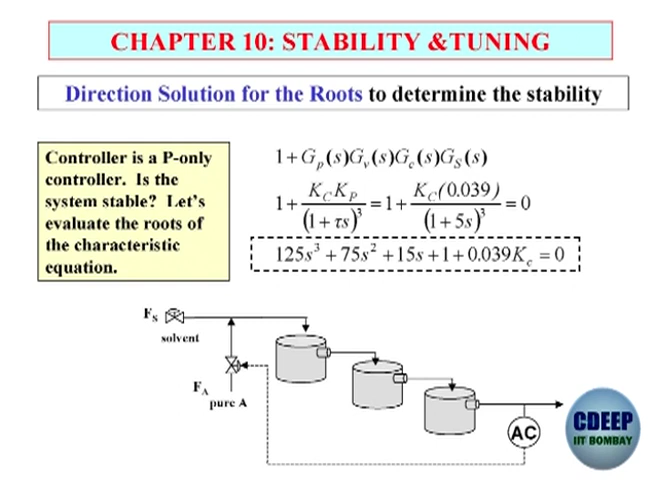 CHAPTER 10: STABILITY &TUNING
Direction Solution for the Roots to determine the stability
Controller is a P-only
controller. Is the
system stable? Let's
evaluate the roots of
the characteristic
equation.
1+G_p(s)G_v(s)G_c(s)G_S(s)
1+ K_C K_P / (1+τs)^3 = 1+ K_C(0.039) / (1+5s)^3 = 0
125s^3 + 75s^2 + 15s + 1 + 0.039K_c = 0
F_S
solvent
F_A
pure A
AC
CDEEP
IIT BOMBAY